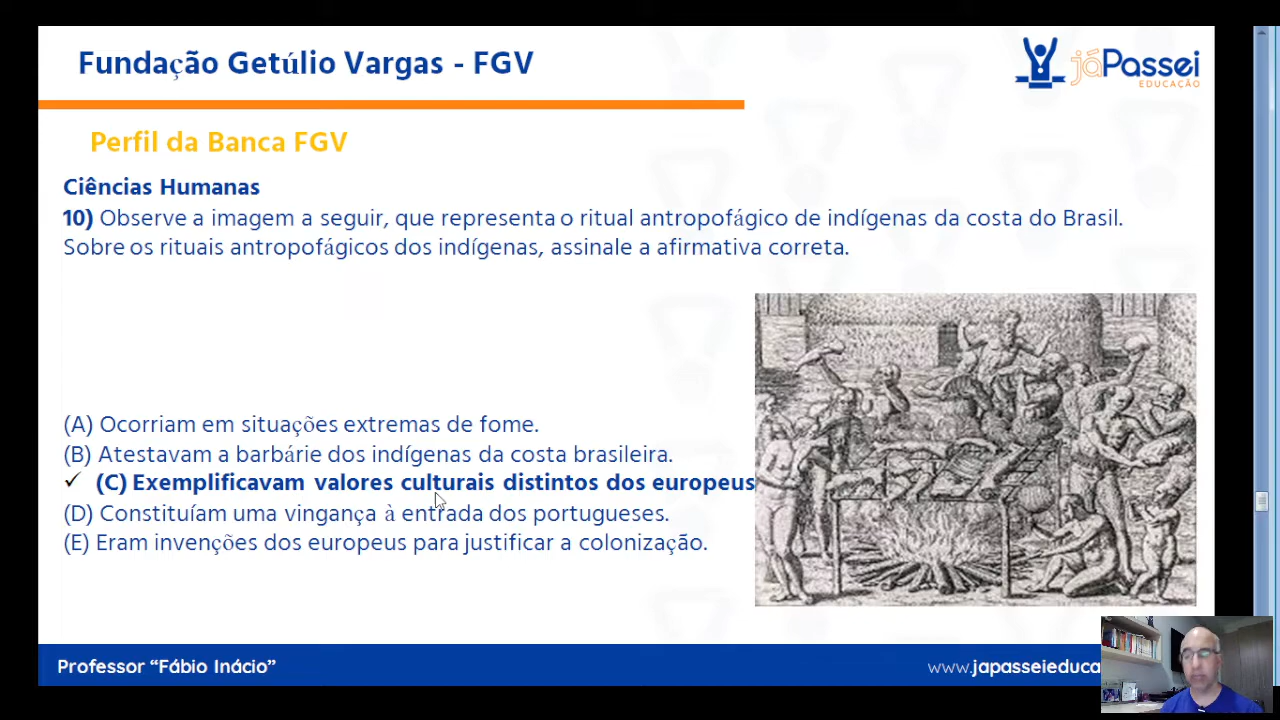 Fundação Getúlio Vargas - FGV
jáPassei
EDUCAÇÃO
Perfil da Banca FGV
Ciências Humanas
10) Observe a imagem a seguir, que representa o ritual antropofágico de indígenas da costa do Brasil.
Sobre os rituais antropofágicos dos indígenas, assinale a afirmativa correta.
(A) Ocorriam em situações extremas de fome.
(B) Atestavam a barbárie dos indígenas da costa brasileira.
✓ (C) Exemplificavam valores culturais distintos dos europeus
(D) Constituíam uma vingança à entrada dos portugueses.
(E) Eram invenções dos europeus para justificar a colonização.
Professor “Fábio Inácio”
www.japasseieduca